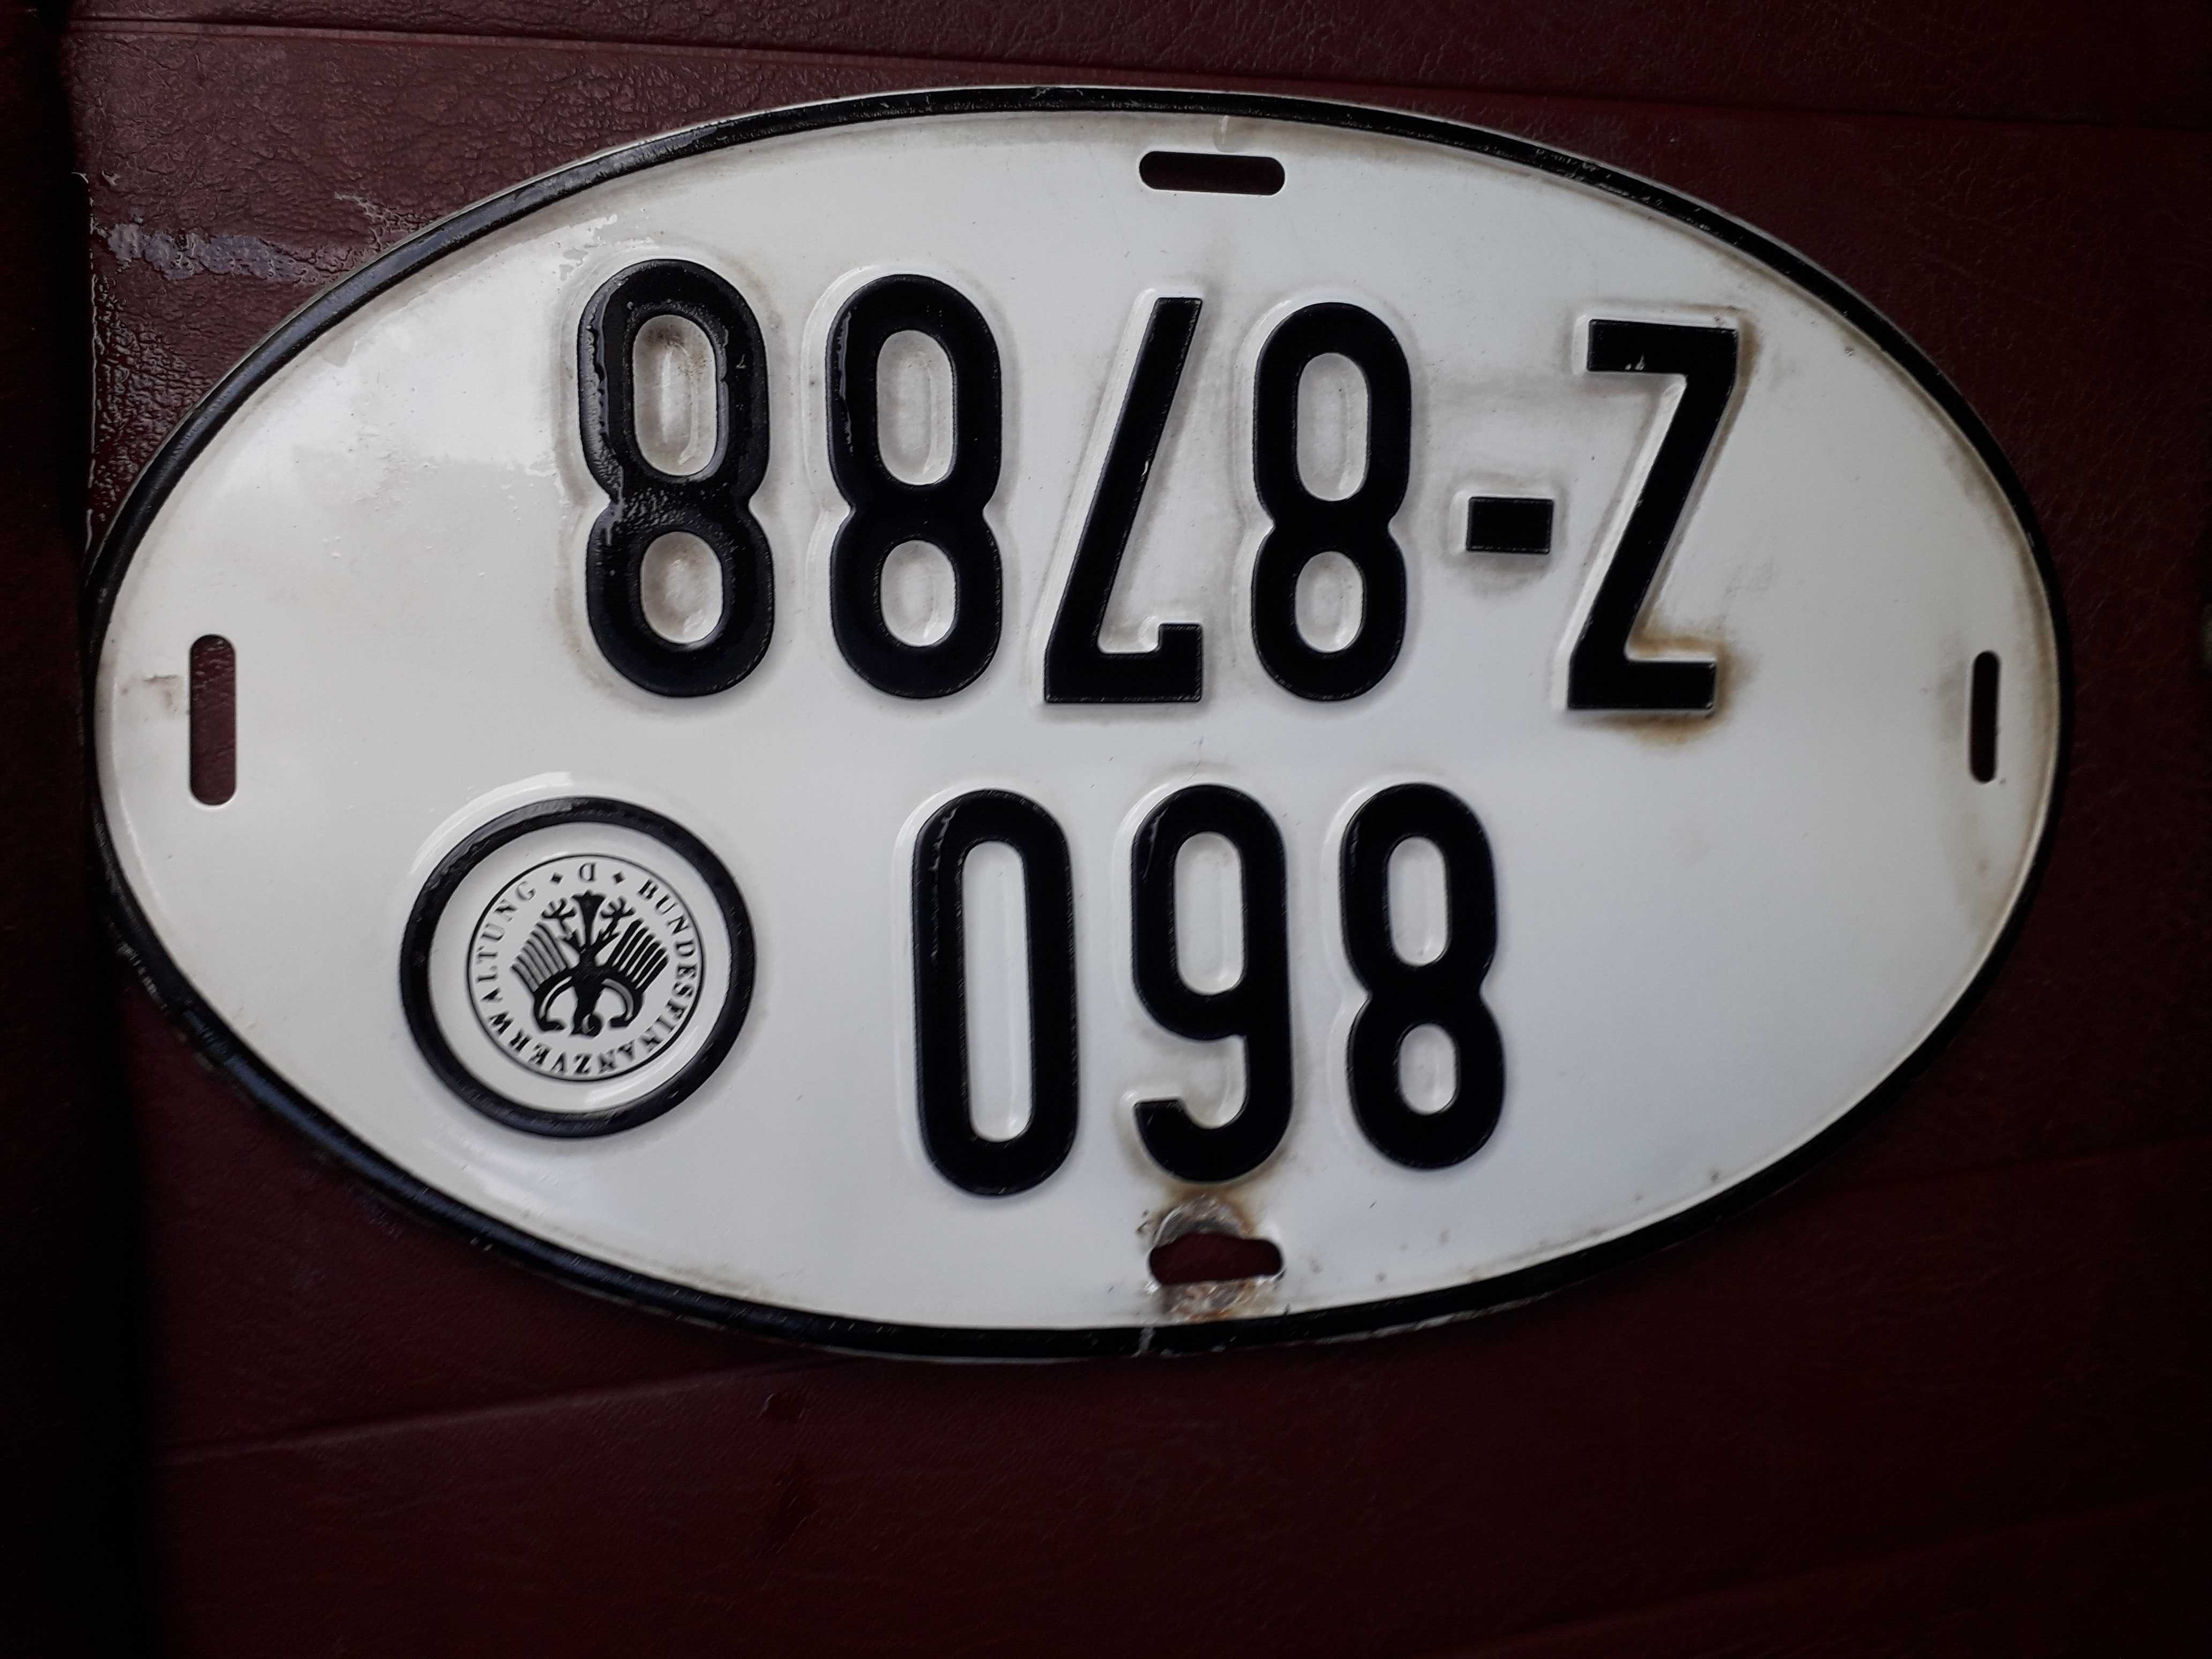 860
Z-8788
BUNDESFINANZVERWALTUNG
D